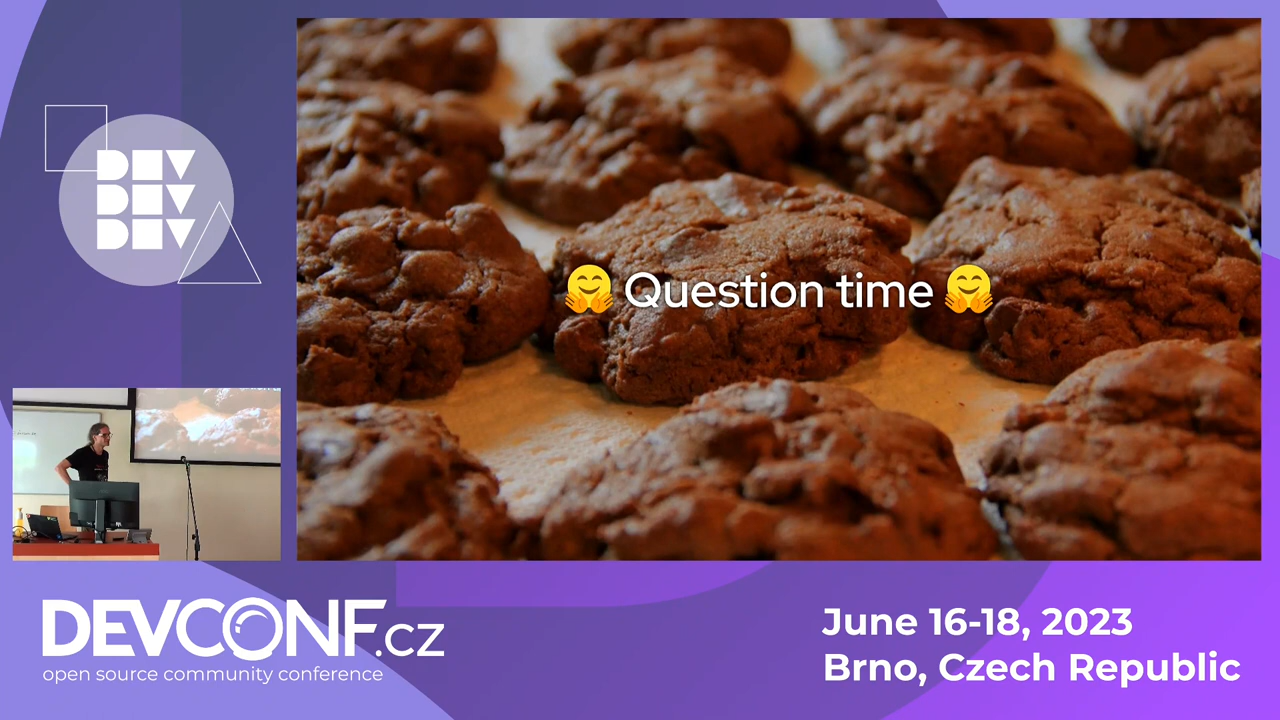 DEV
DEV
DEV
🤗 Question time 🤗
DEVCONF.cz
open source community conference
June 16-18, 2023
Brno, Czech Republic